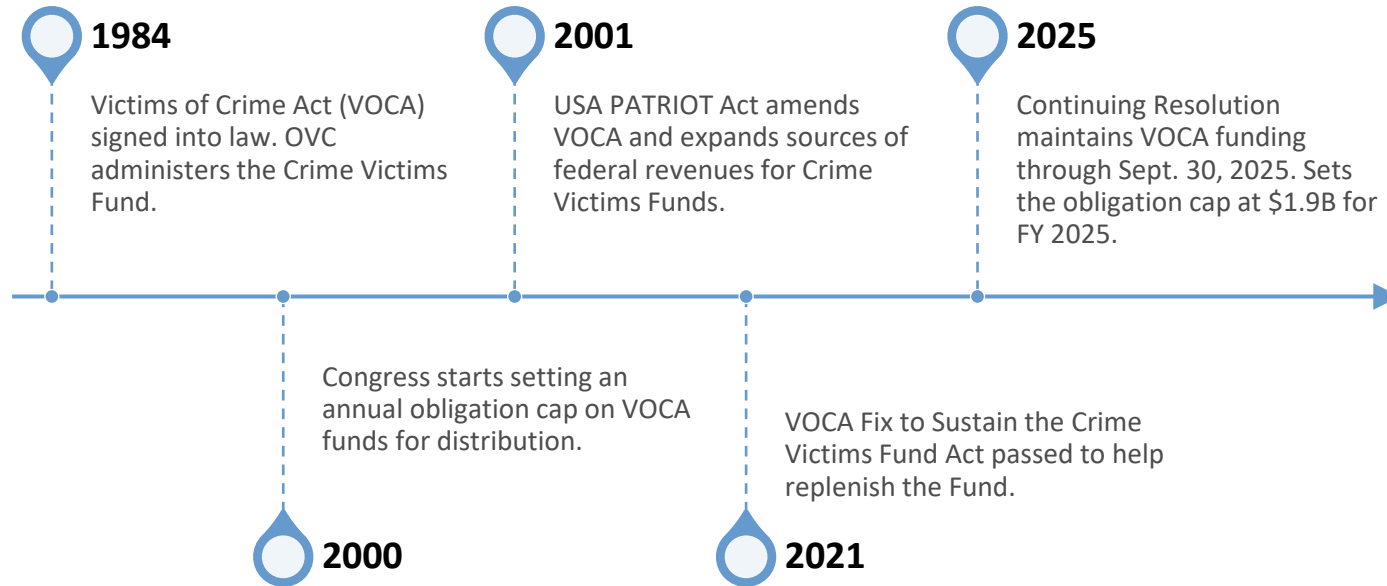 1984
Victims of Crime Act (VOCA)
signed into law. OVC
administers the Crime Victims
Fund.
2001
USA PATRIOT Act amends
VOCA and expands sources of
federal revenues for Crime
Victims Funds.
2025
Continuing Resolution
maintains VOCA funding
through Sept. 30, 2025. Sets
the obligation cap at $1.9B for
FY 2025.
Congress starts setting an
annual obligation cap on VOCA
funds for distribution.
2000
VOCA Fix to Sustain the Crime
Victims Fund Act passed to help
replenish the Fund.
2021